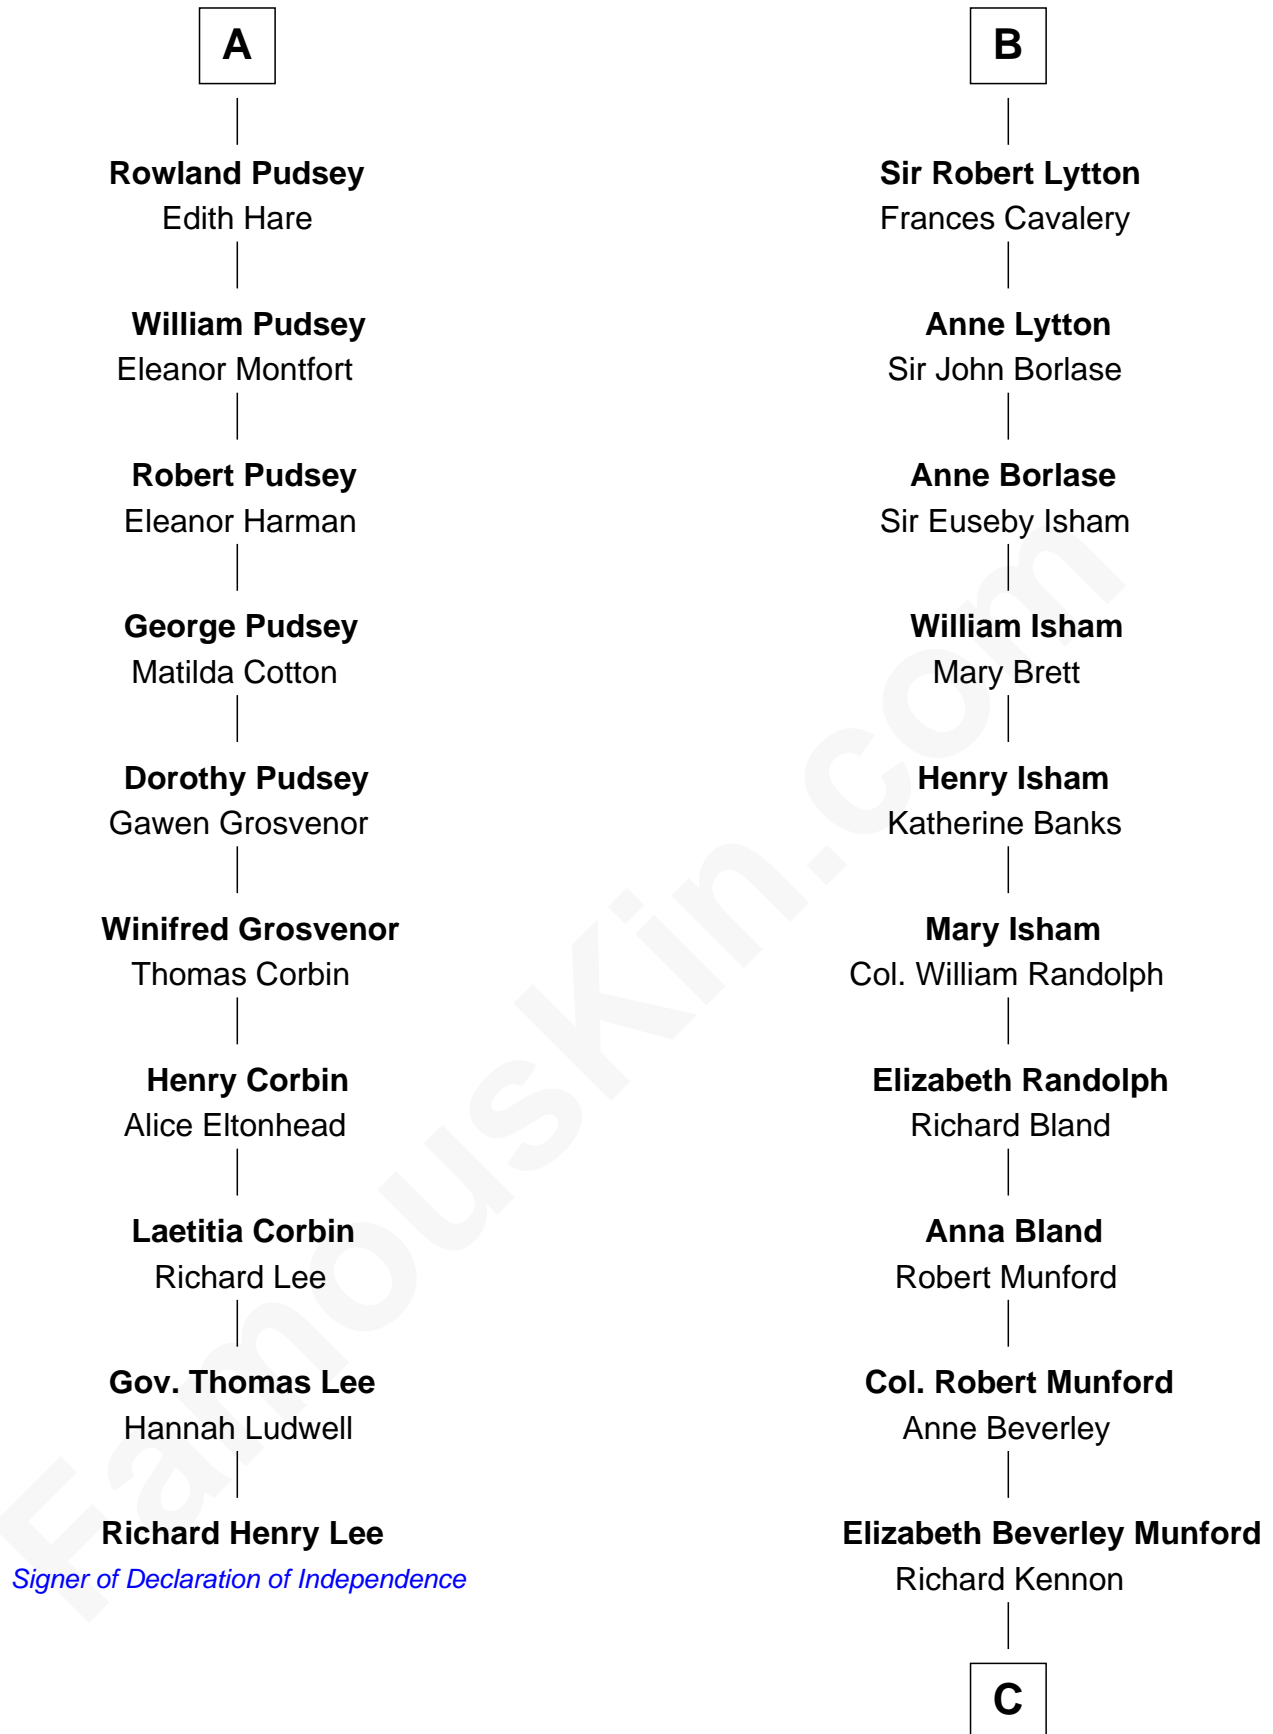 A
Rowland Pudsey
Edith Hare
William Pudsey
Eleanor Montfort
Robert Pudsey
Eleanor Harman
George Pudsey
Matilda Cotton
Dorothy Pudsey
Gawen Grosvenor
Winifred Grosvenor
Thomas Corbin
Henry Corbin
Alice Eltonhead
Laetitia Corbin
Richard Lee
Gov. Thomas Lee
Hannah Ludwell
Richard Henry Lee
Signer of Declaration of Independence
B
Sir Robert Lytton
Frances Cavalery
Anne Lytton
Sir John Borlase
Anne Borlase
Sir Euseby Isham
William Isham
Mary Brett
Henry Isham
Katherine Banks
Mary Isham
Col. William Randolph
Elizabeth Randolph
Richard Bland
Anna Bland
Robert Munford
Col. Robert Munford
Anne Beverley
Elizabeth Beverley Munford
Richard Kennon
C
FamousKin.com